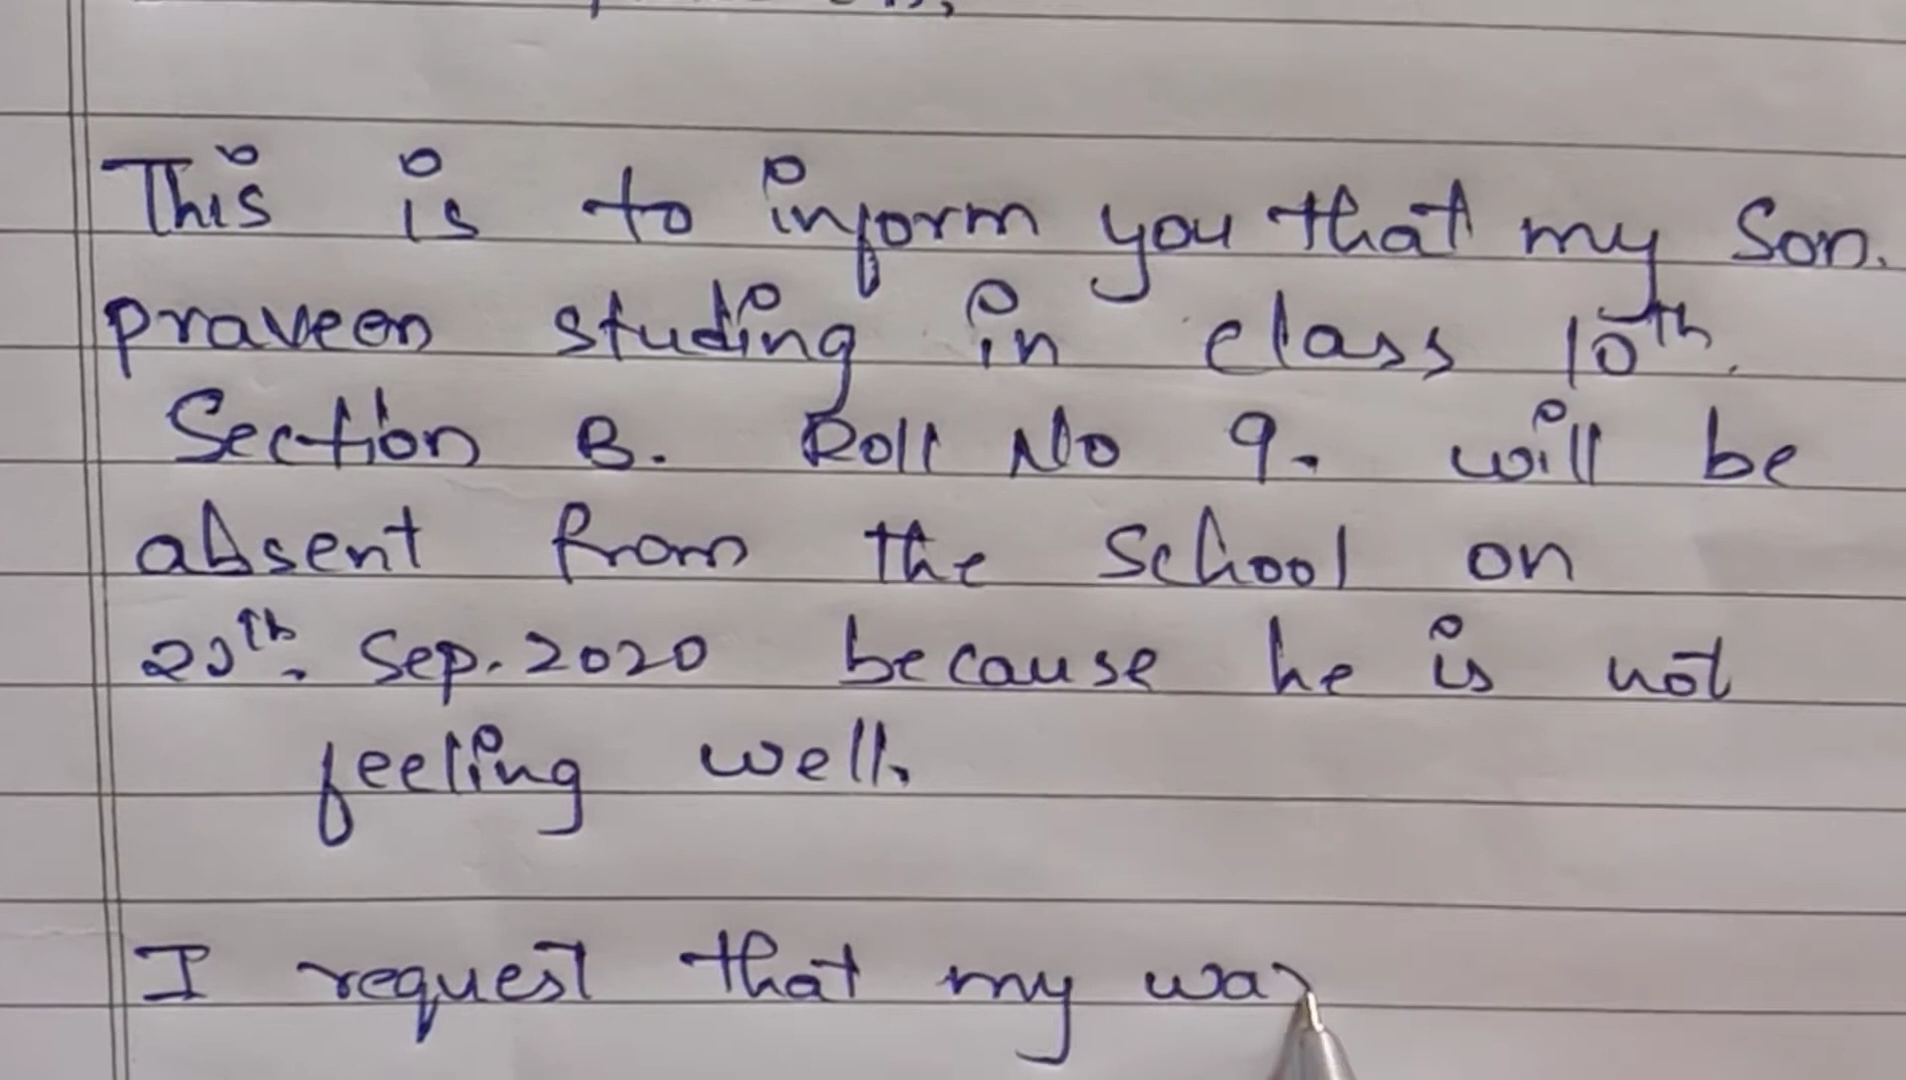 This is to inform you that my Son.
praveen studing in class 10th.
Section B. Roll No 9. will be
absent from the School on
20th. Sep. 2020 because he is not
feeling well.
I request that my